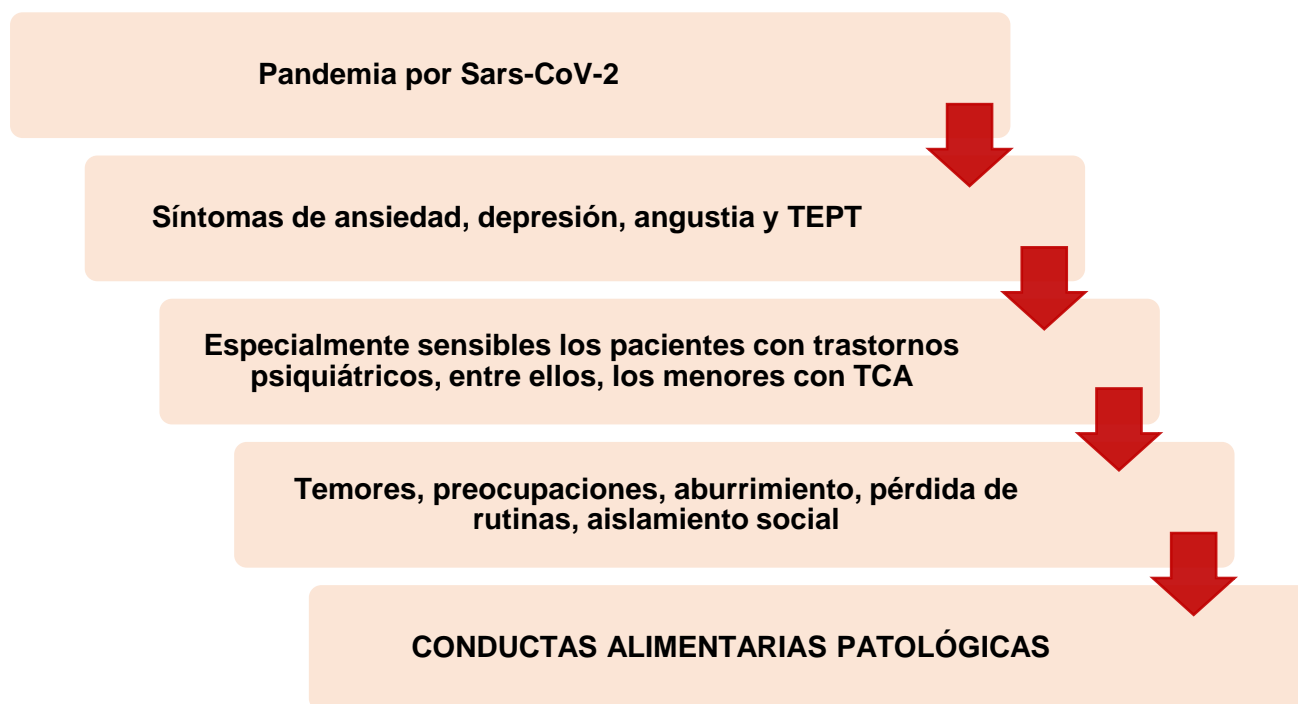 Pandemia por Sars-CoV-2
Síntomas de ansiedad, depresión, angustia y TEPT
Especialmente sensibles los pacientes con trastornos
psiquiátricos, entre ellos, los menores con TCA
Temores, preocupaciones, aburrimiento, pérdida de
rutinas, aislamiento social
CONDUCTAS ALIMENTARIAS PATOLÓGICAS